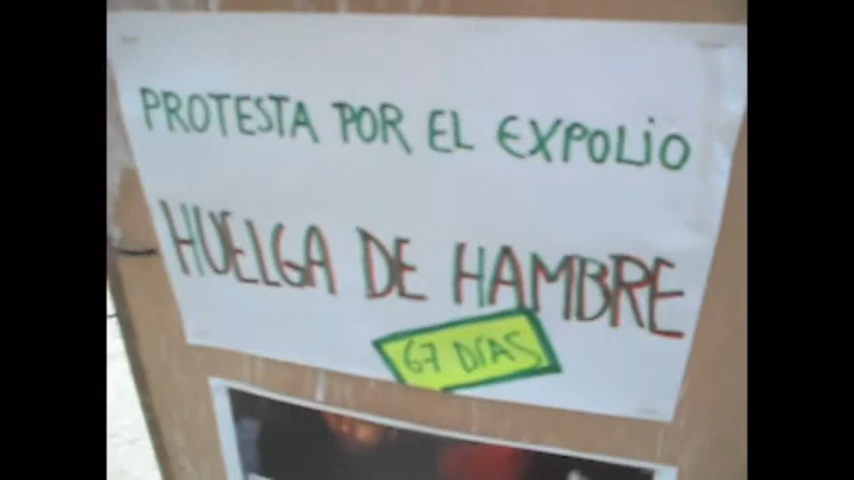 PROTESTA POR EL EXPOLIO
HUELGA DE HAMBRE
67 DÍAS